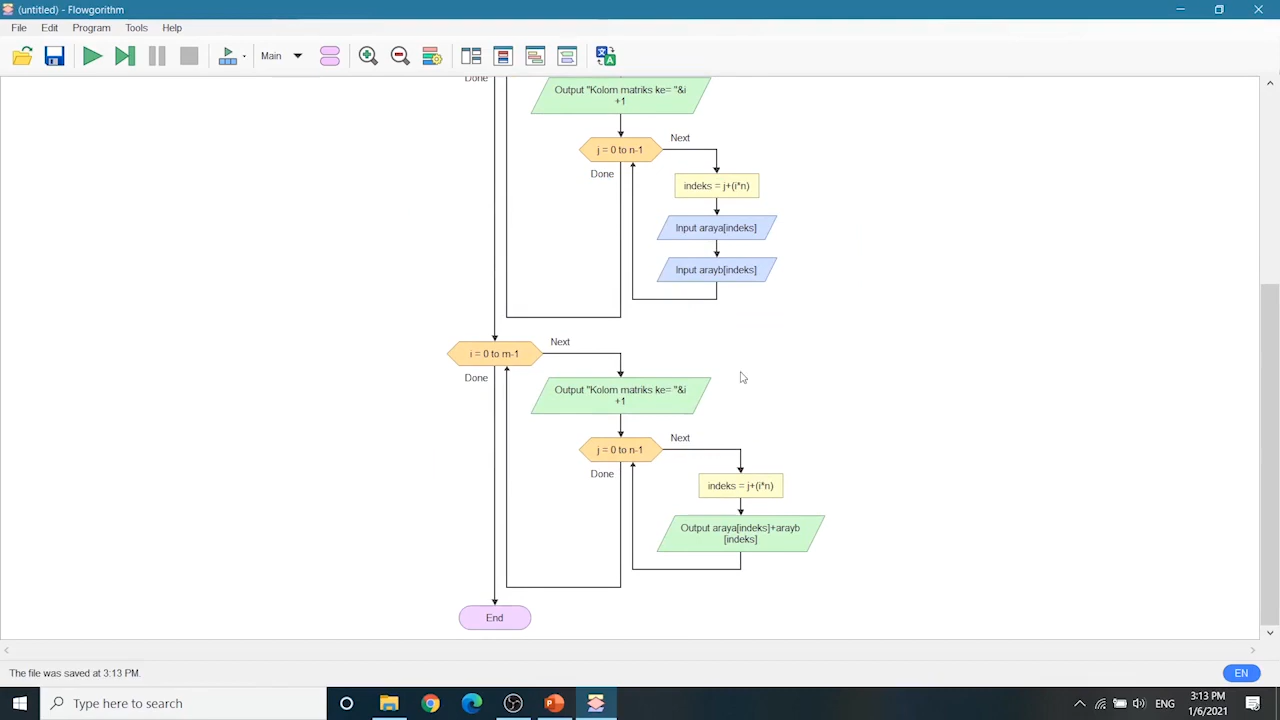 (untitled) - Flowgorithm
File Edit Program Tools Help
Main
Done
Output "Kolom matriks ke= "&i
+1
j = 0 to n-1
Next
Done
indeks = j+(i*n)
Input araya[indeks]
Input arayb[indeks]
i = 0 to m-1
Next
Done
Output "Kolom matriks ke= "&i
+1
j = 0 to n-1
Next
Done
indeks = j+(i*n)
Output araya[indeks]+arayb
[indeks]
End
The file was saved at 3:13 PM.
EN
Type here to search
ENG
3:13 PM
1/6/2021